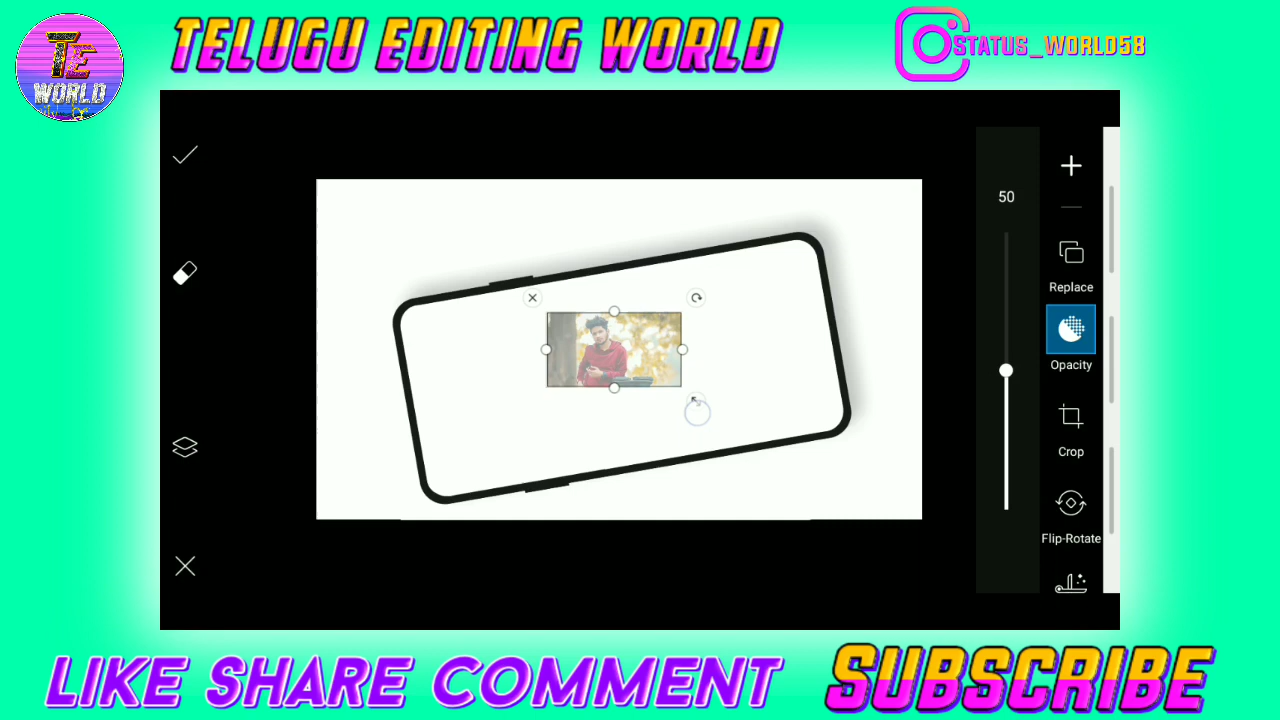 TELUGU EDITING WORLD
STATUS_WORLD58
TE
WORLD
50
Replace
Opacity
Crop
Flip-Rotate
LIKE SHARE COMMENT
SUBSCRIBE